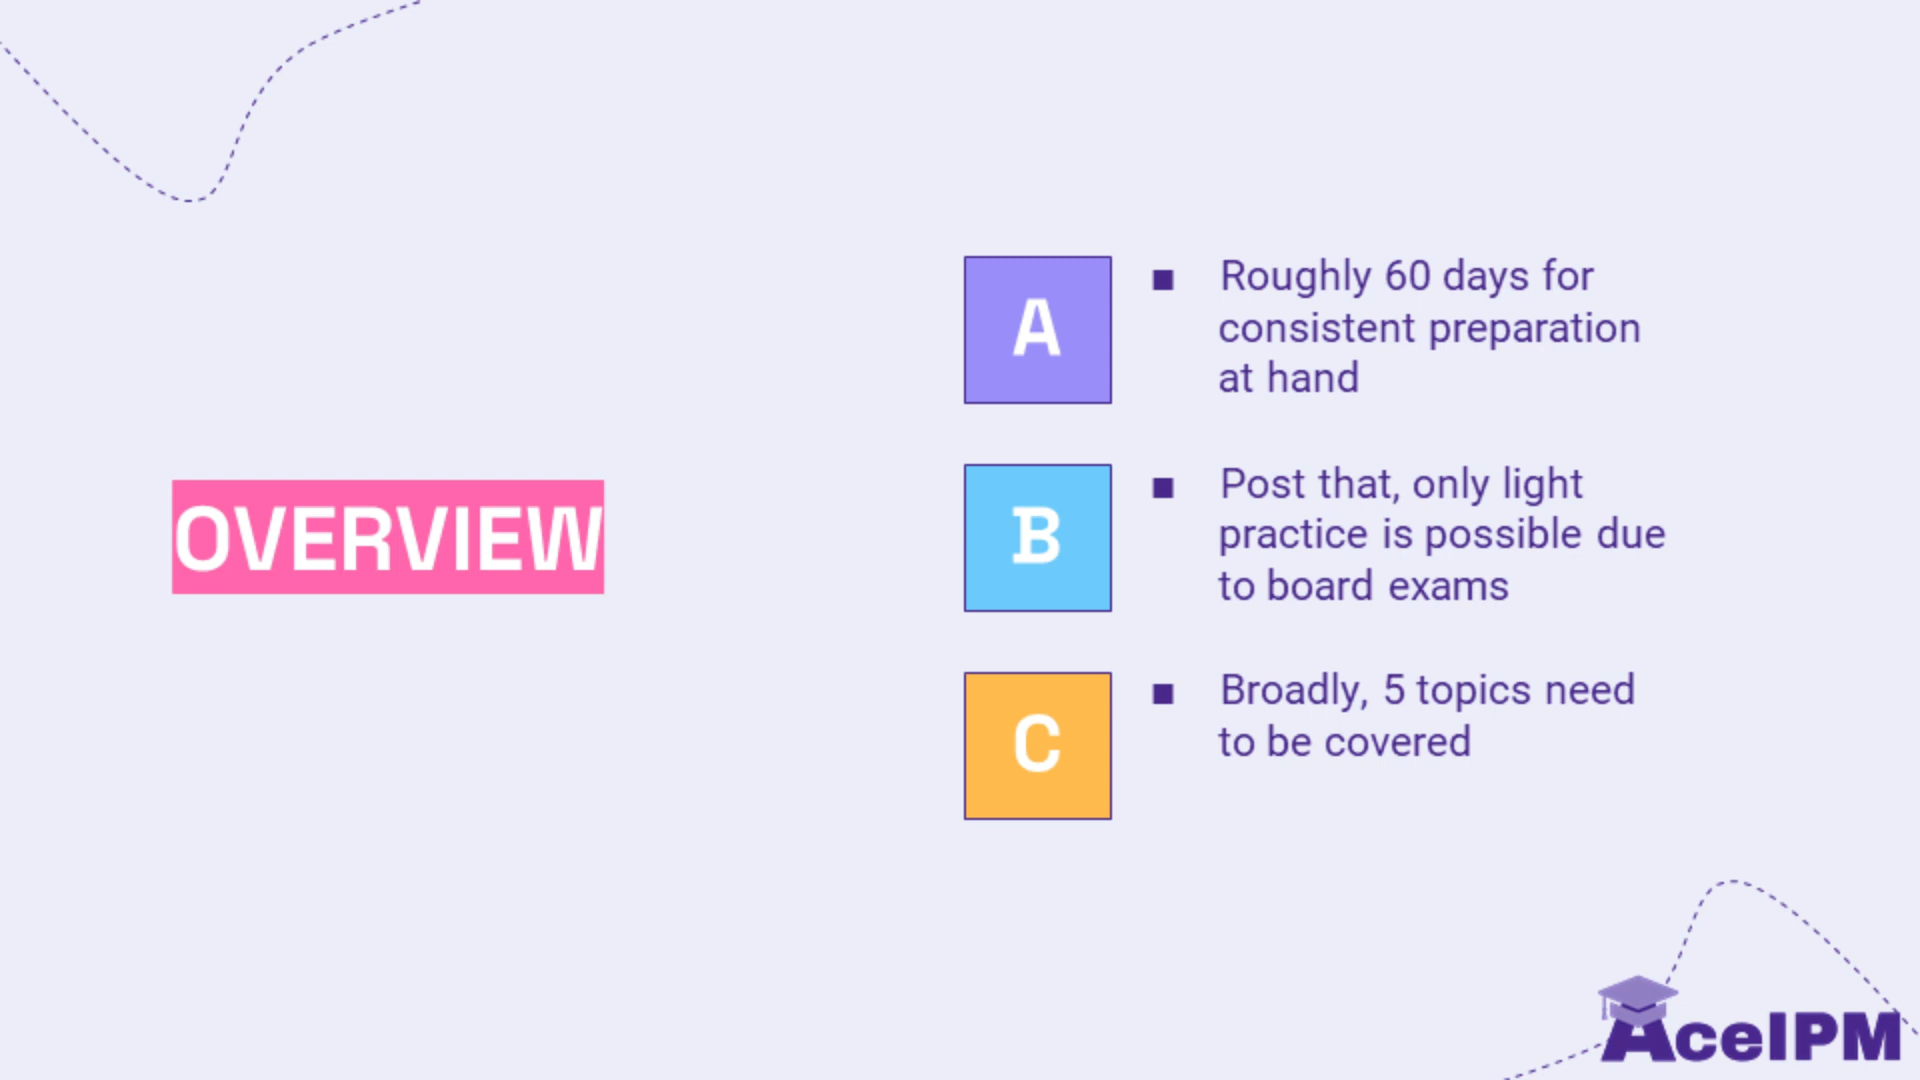 OVERVIEW
A
■ Roughly 60 days for
consistent preparation
at hand
B
■ Post that, only light
practice is possible due
to board exams
C
■ Broadly, 5 topics need
to be covered
AceIPM